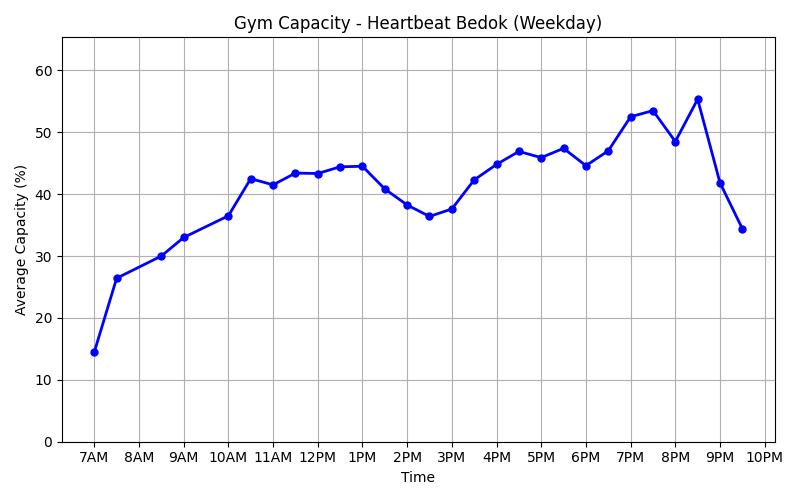 Gym Capacity - Heartbeat Bedok (Weekday)
Average Capacity (%)
60
50
40
30
20
10
0
7AM 8AM 9AM 10AM 11AM 12PM 1PM 2PM 3PM 4PM 5PM 6PM 7PM 8PM 9PM 10PM
Time